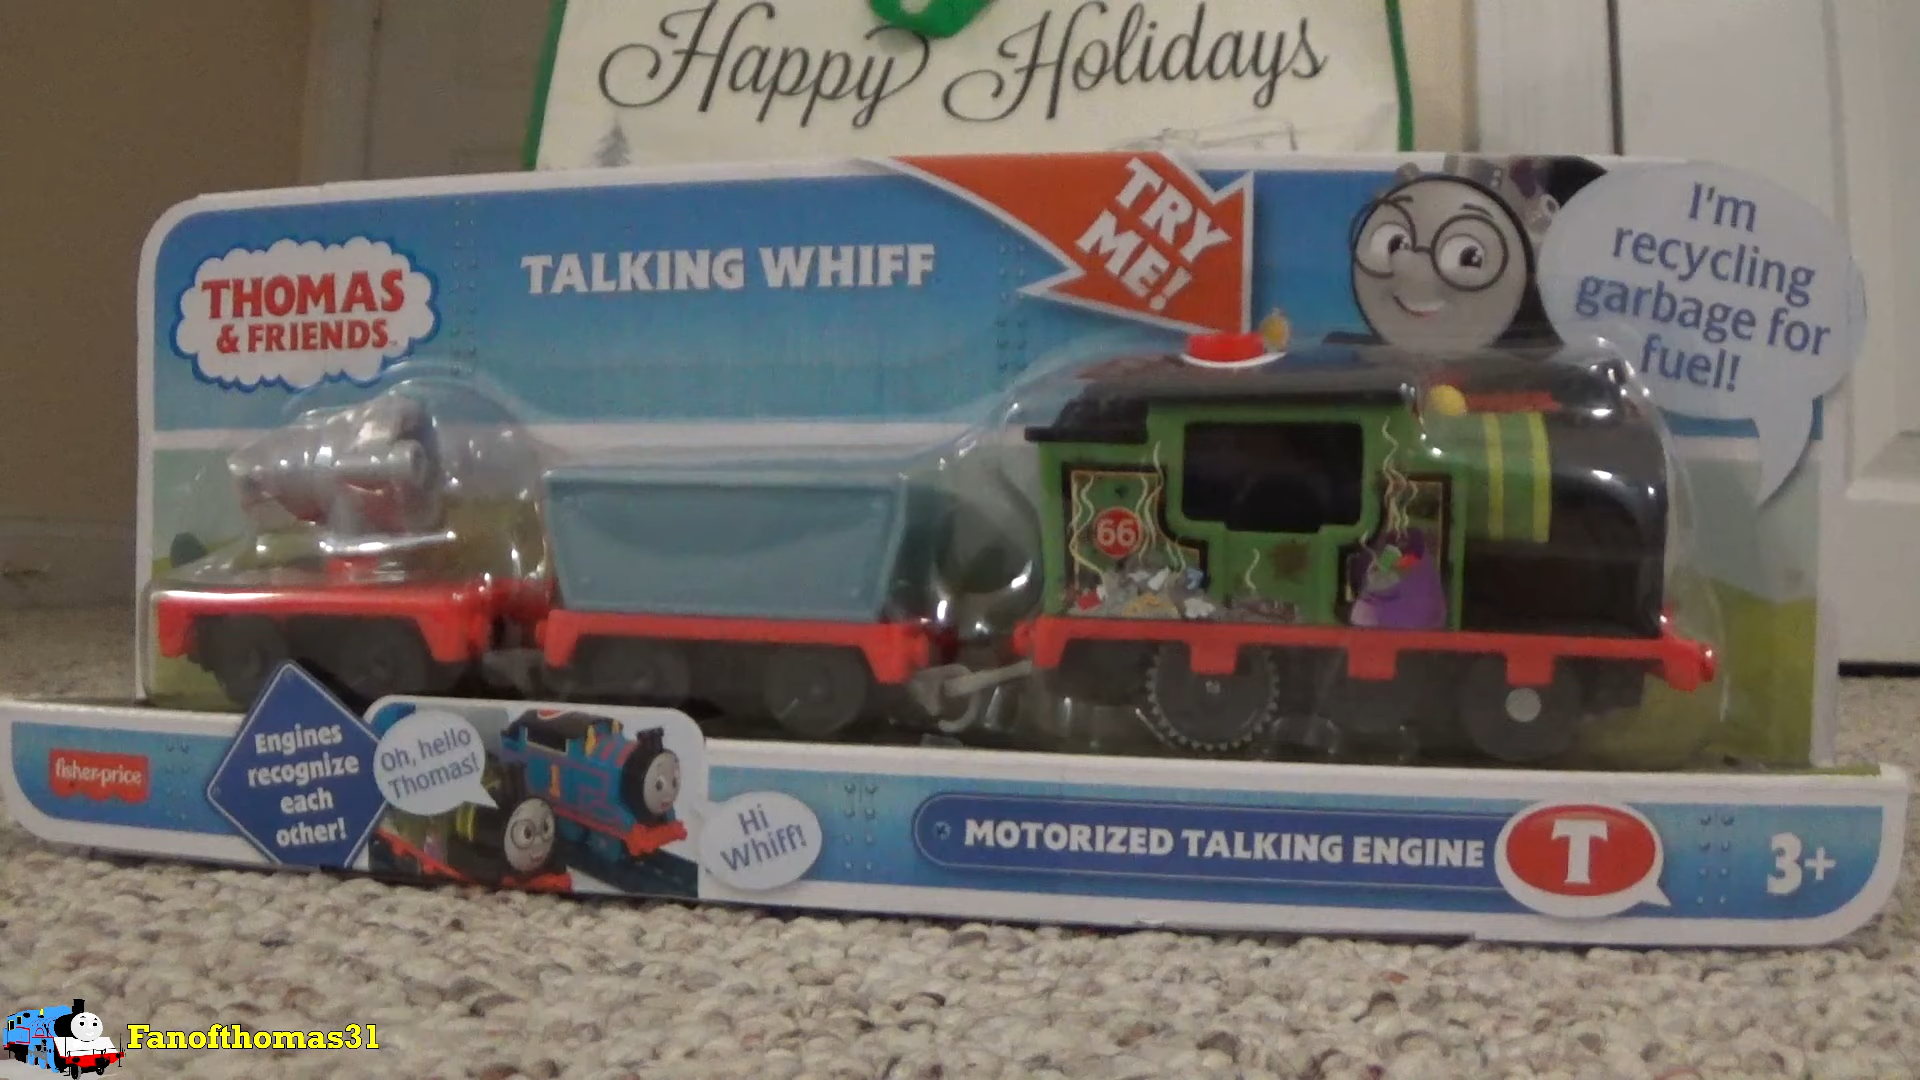 Happy Holidays
THOMAS
& FRIENDS™
TALKING WHIFF
TRY
ME!
I'm
recycling
garbage for
fuel!
66
fisher-price
Engines
recognize
each
other!
Oh, hello
Thomas!
Hi
Whiff!
MOTORIZED TALKING ENGINE
T
3+
Fanofthomas31